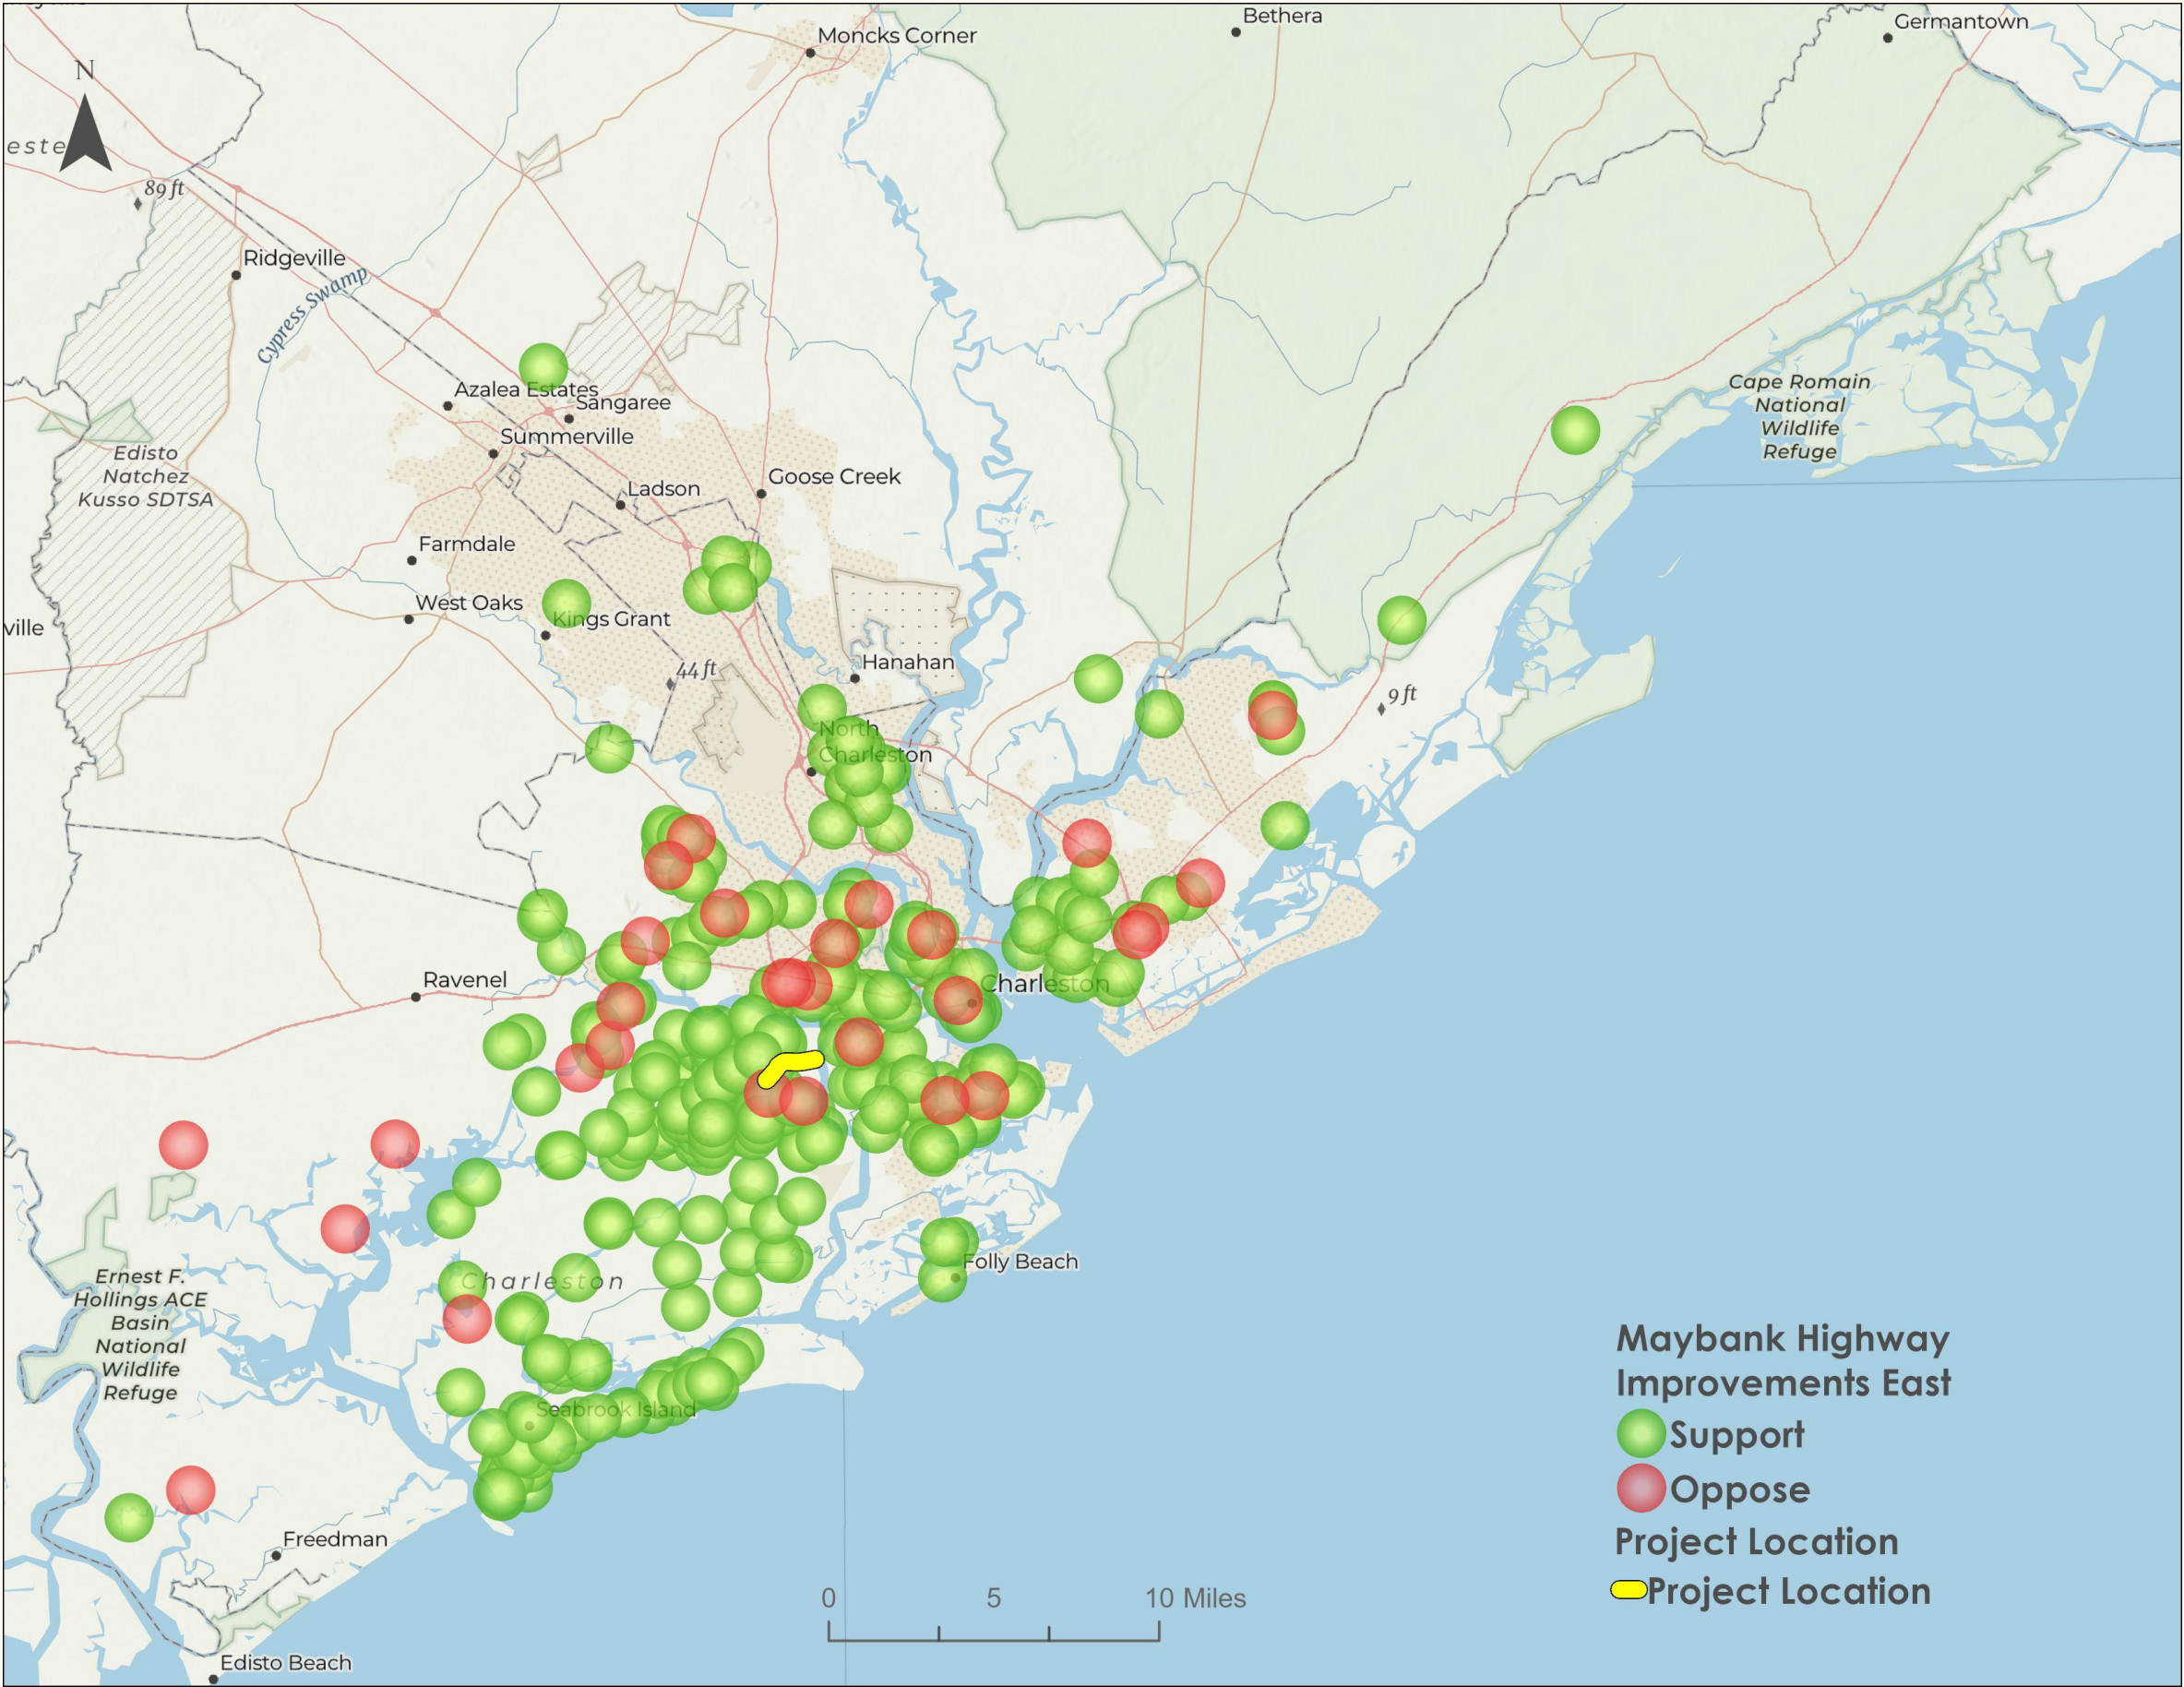 Bethera
Germantown
Moncks Corner
N
este
89 ft
Ridgeville
Cypress Swamp
Azalea Estates
Sangaree
Summerville
Cape Romain
National
Wildlife
Refuge
Edisto
Natchez
Kusso SDTSA
Goose Creek
Ladson
Farmdale
West Oaks
Kings Grant
ville
Hanahan
44 ft
9 ft
North
Charleston
Ravenel
Charleston
Folly Beach
Charleston
Ernest F.
Hollings ACE
Basin
National
Wildlife
Refuge
Seabrook Island
Freedman
Edisto Beach
Maybank Highway
Improvements East
Support
Oppose
Project Location
Project Location
0 5 10 Miles